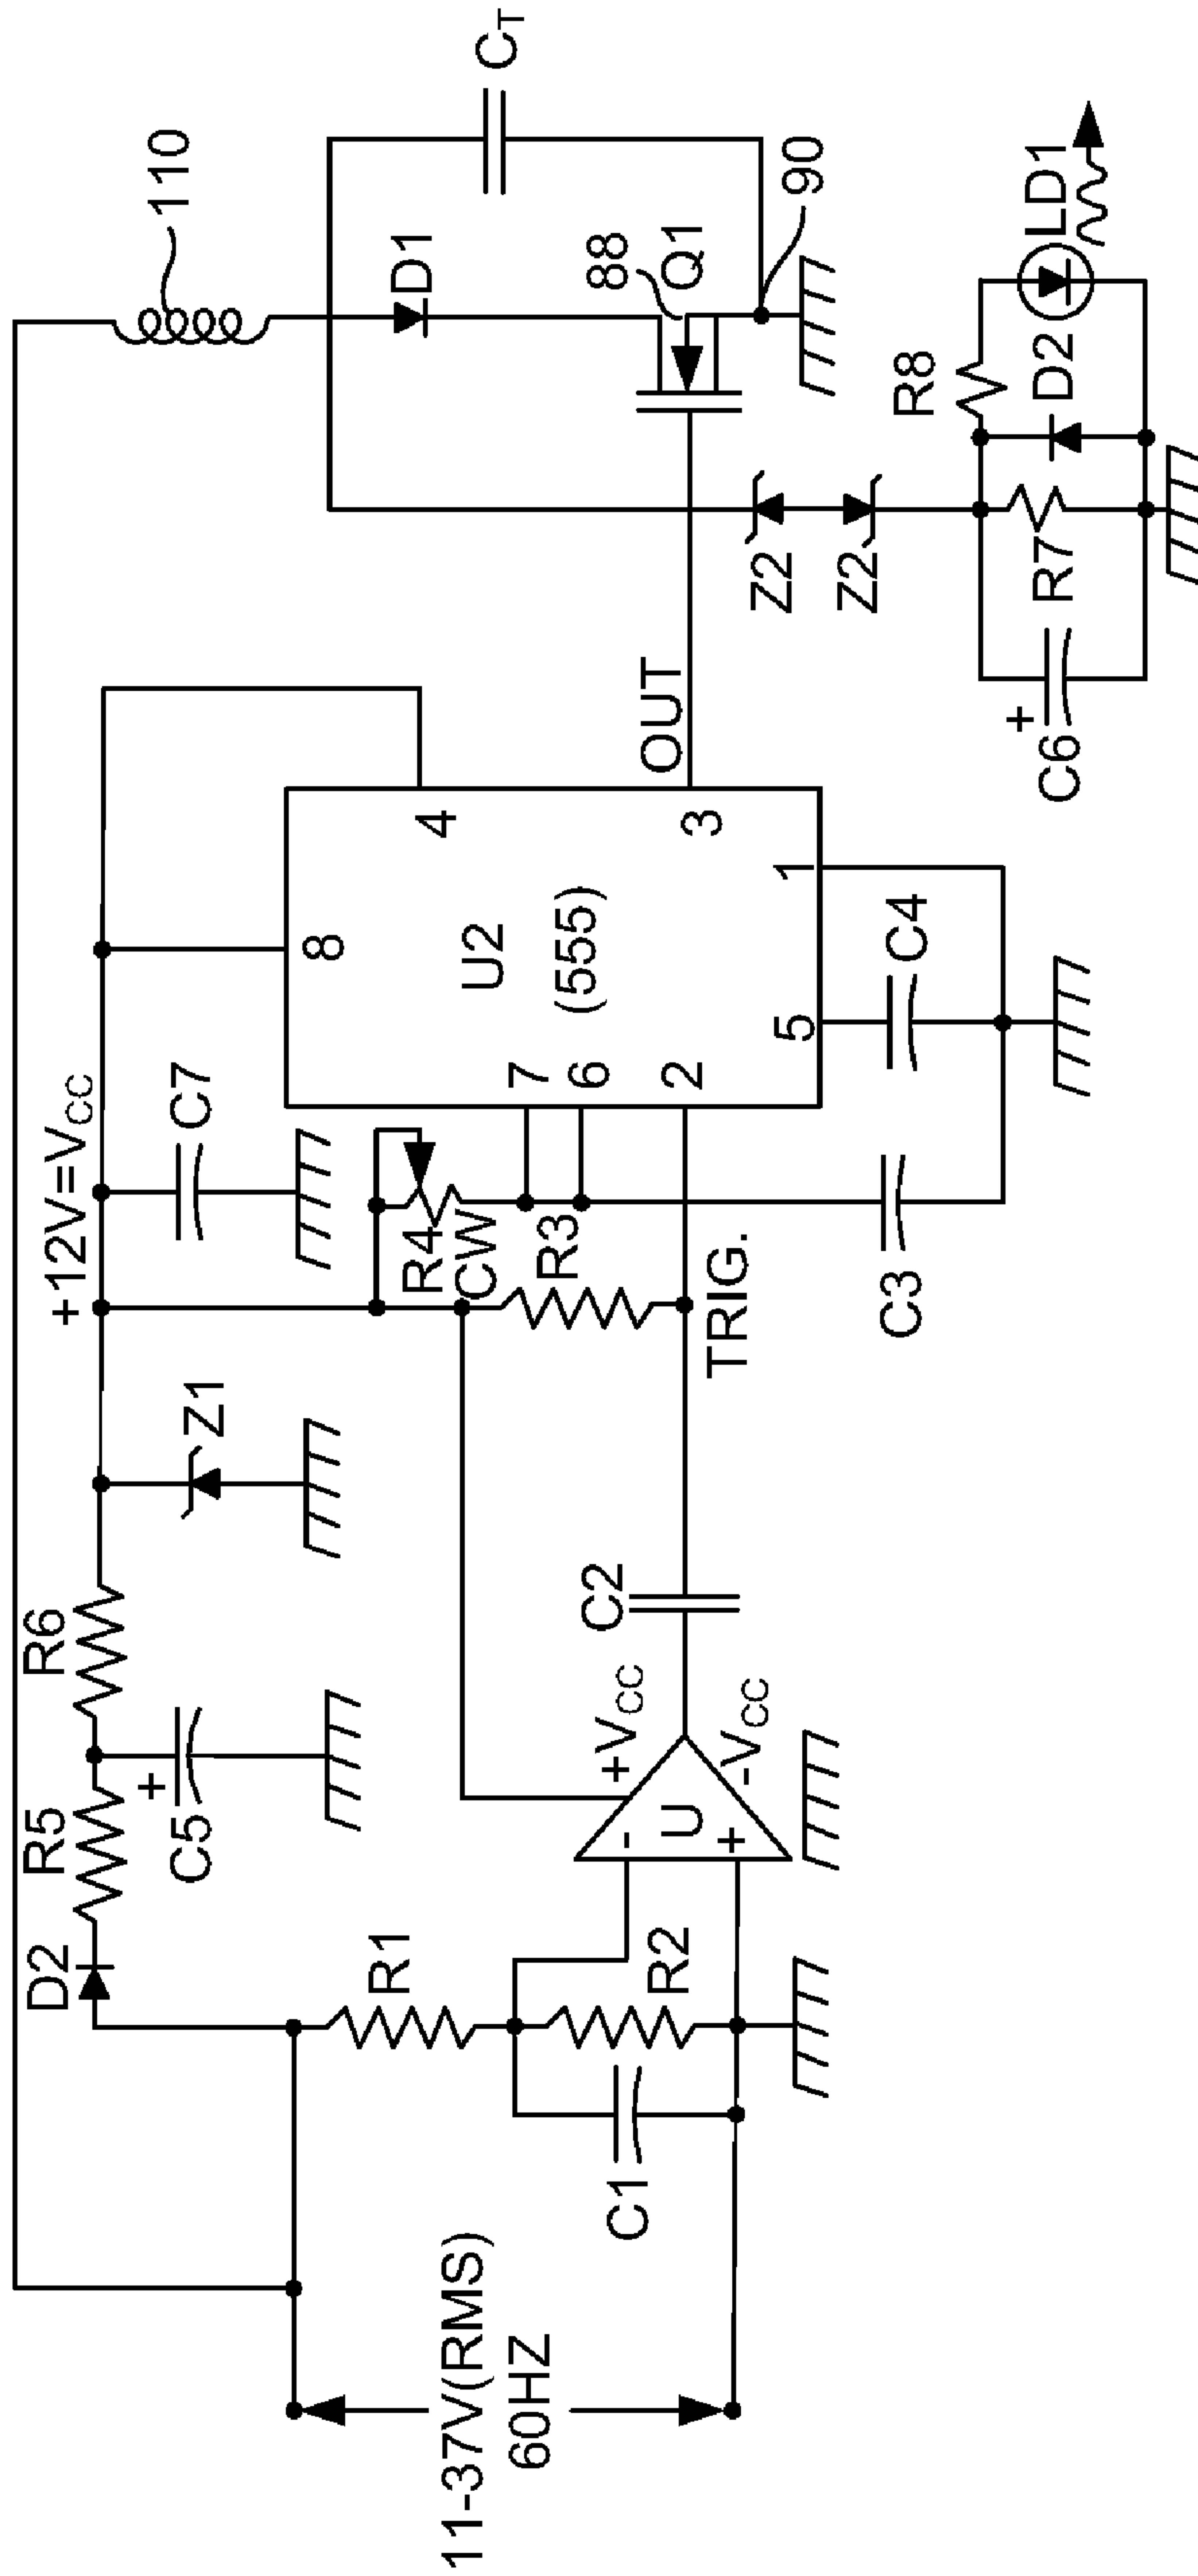 110
CT
D1
88
Q1
90
R8
D2
LD1
Z2
Z2
R7
+
C6
OUT
4
3
8
U2
(555)
1
5
C4
7
6
2
+12V=VCC
C7
R4
CW
R3
TRIG.
C3
Z1
R6
C2
R5
+
C5
+VCC
-VCC
U
-
+
D2
R1
R2
C1
11-37V(RMS)
60HZ